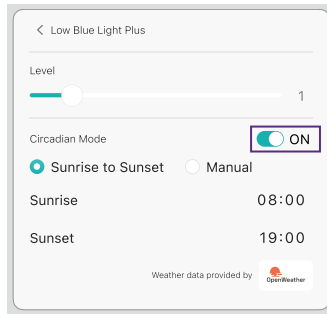 Low Blue Light Plus
Level
1
Circadian Mode ON
Sunrise to Sunset Manual
Sunrise 08:00
Sunset 19:00
Weather data provided by OpenWeather